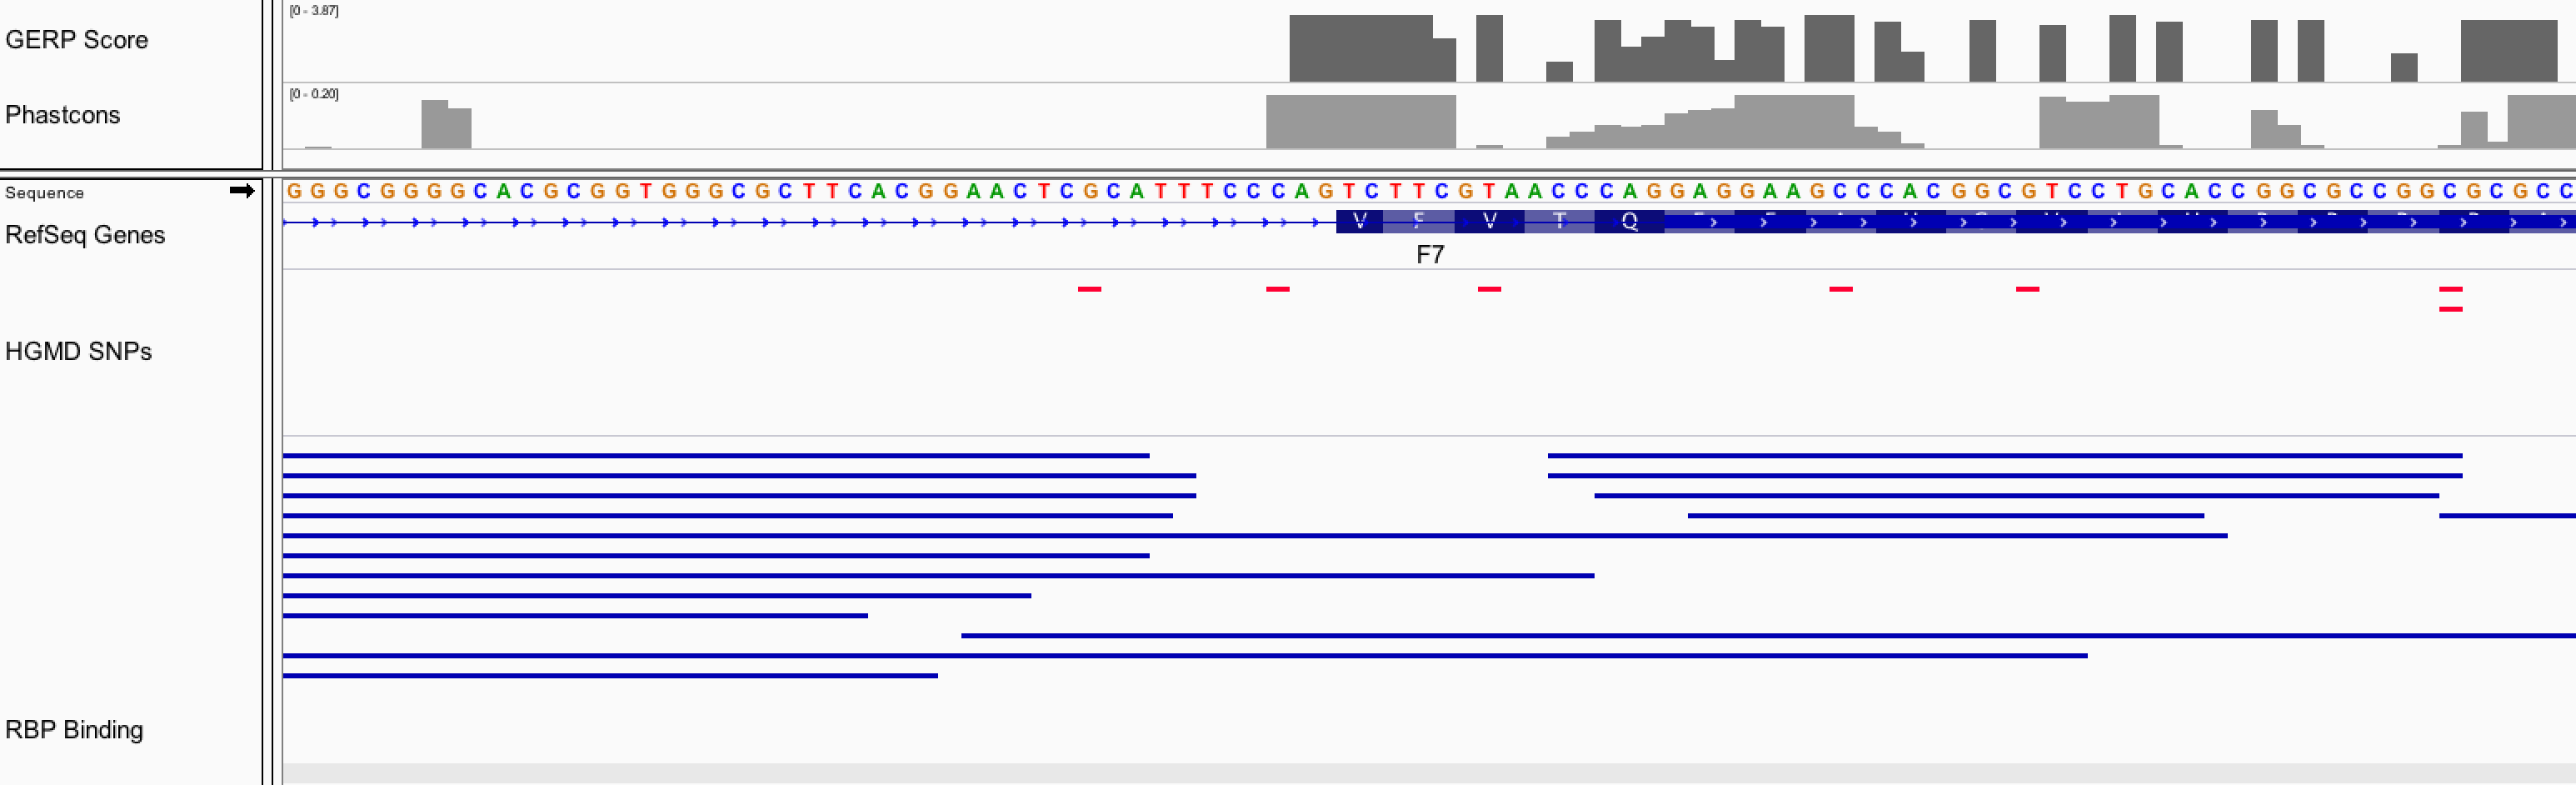 [0 - 3.87]
GERP Score
[0 - 0.20]
Phastcons
Sequence
G G G C G G G G C A C G C G G T G G G C G C T T C A C G G A A C T C G C A T T T C C C A G T C T T C G T A A C C C A G G A G G A A G C C C A C G G C G T C C T G C A C C G G C G C C G G C G C G C C
RefSeq Genes
V F V T Q
F7
HGMD SNPs
RBP Binding